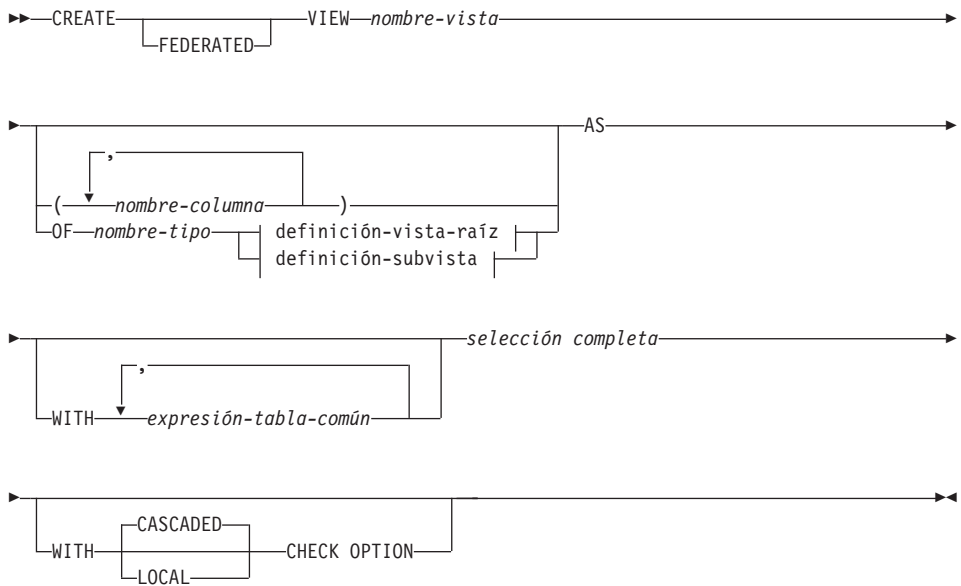 CREATE VIEW nombre-vista
FEDERATED
AS
,
( nombre-columna )
OF nombre-tipo definición-vista-raíz
definición-subvista
selección completa
,
WITH expresión-tabla-común
CASCADED
WITH CHECK OPTION
LOCAL